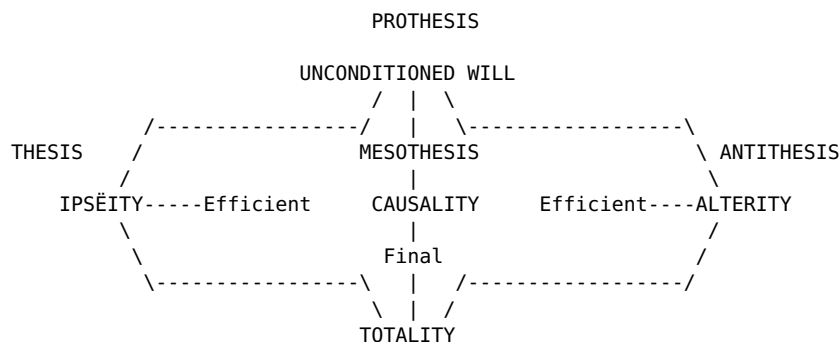 PROTHESIS
UNCONDITIONED WILL
THESIS MESOTHESIS ANTITHESIS
IPSËITY-----Efficient CAUSALITY Efficient----ALTERITY
Final
TOTALITY